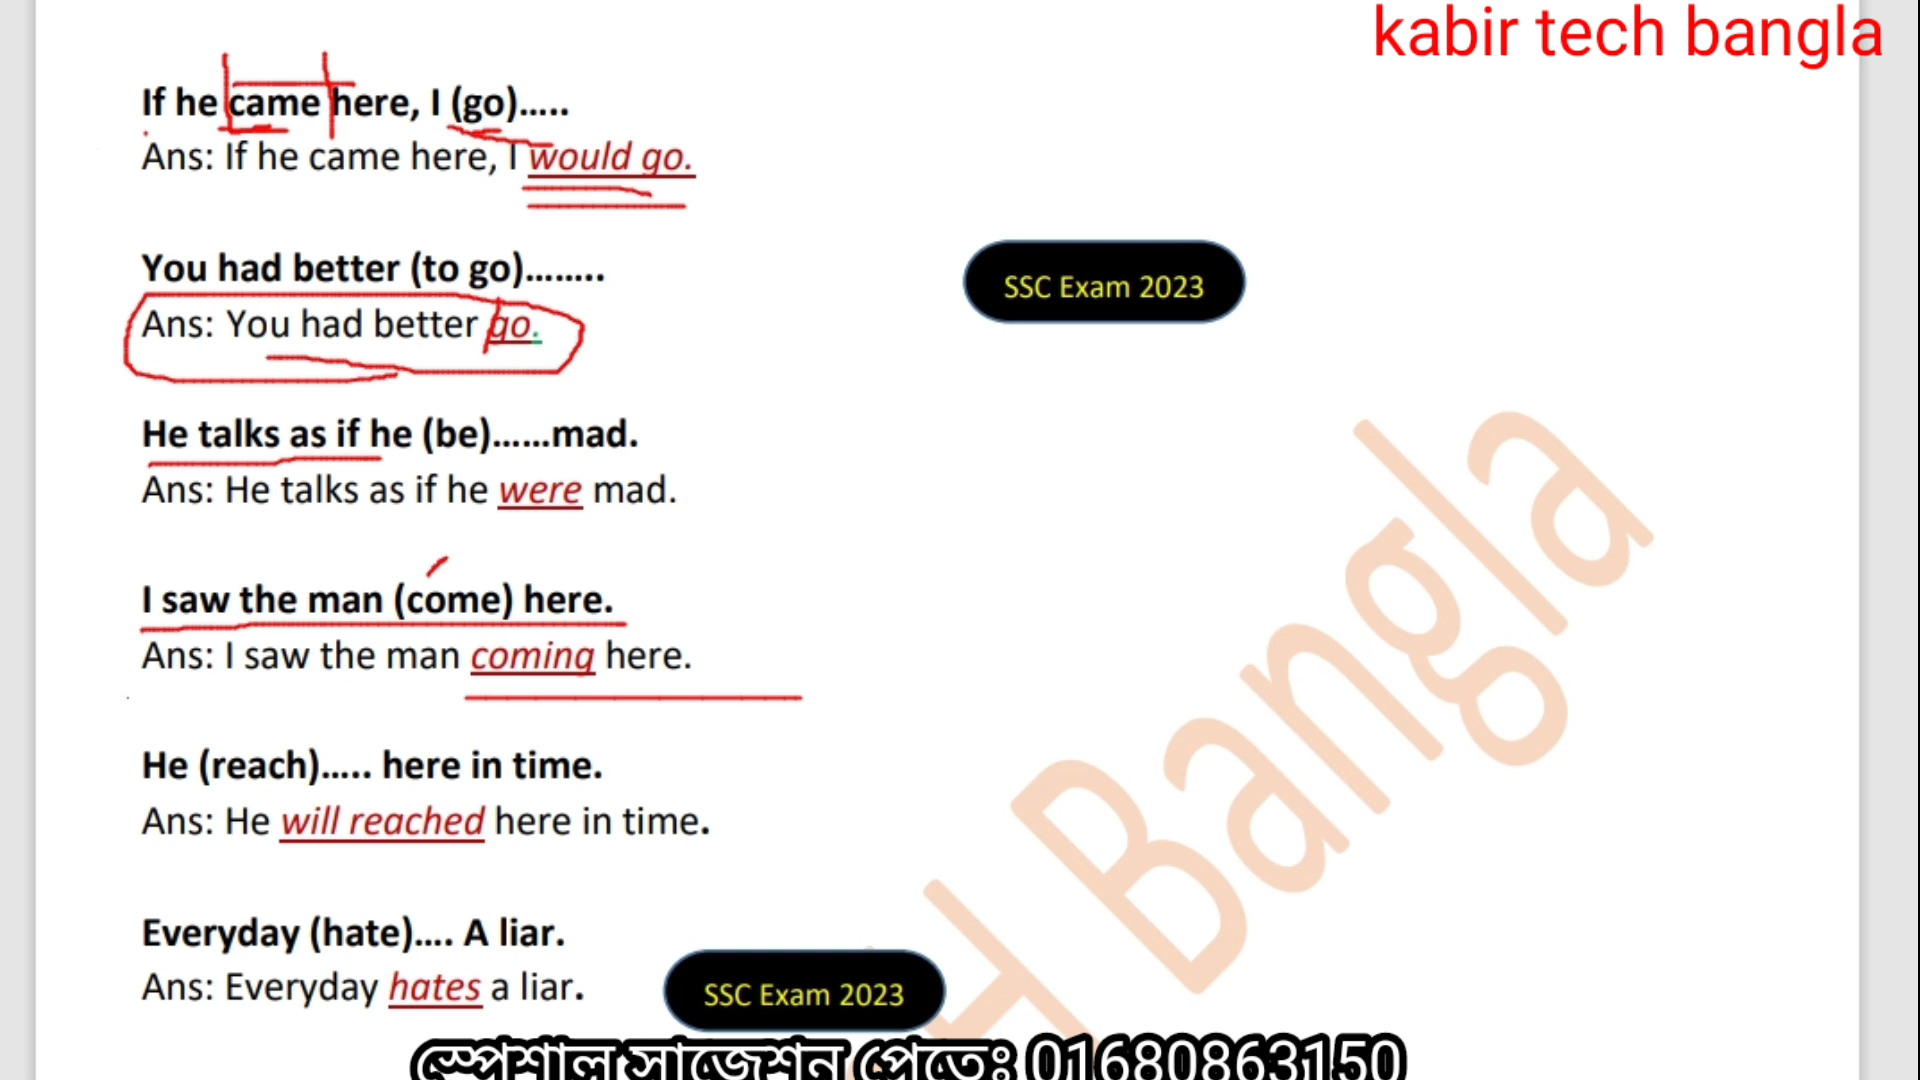 kabir tech bangla
If he came here, I (go).....
Ans: If he came here, I would go.
You had better (to go)........
SSC Exam 2023
Ans: You had better go.
He talks as if he (be)......mad.
Ans: He talks as if he were mad.
I saw the man (come) here.
Ans: I saw the man coming here.
He (reach)..... here in time.
Ans: He will reached here in time.
Everyday (hate).... A liar.
Ans: Everyday hates a liar.
SSC Exam 2023
H Bangla
স্পেশাল সাজেশন পেতেঃ 01680863150